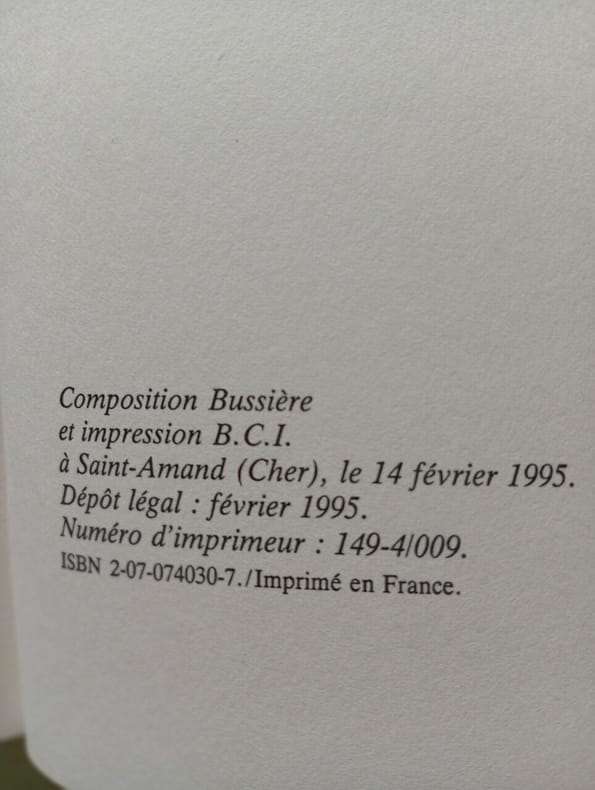 Composition Bussière
et impression B.C.I.
à Saint-Amand (Cher), le 14 février 1995.
Dépôt légal : février 1995.
Numéro d'imprimeur : 149-4/009.
ISBN 2-07-074030-7./Imprimé en France.